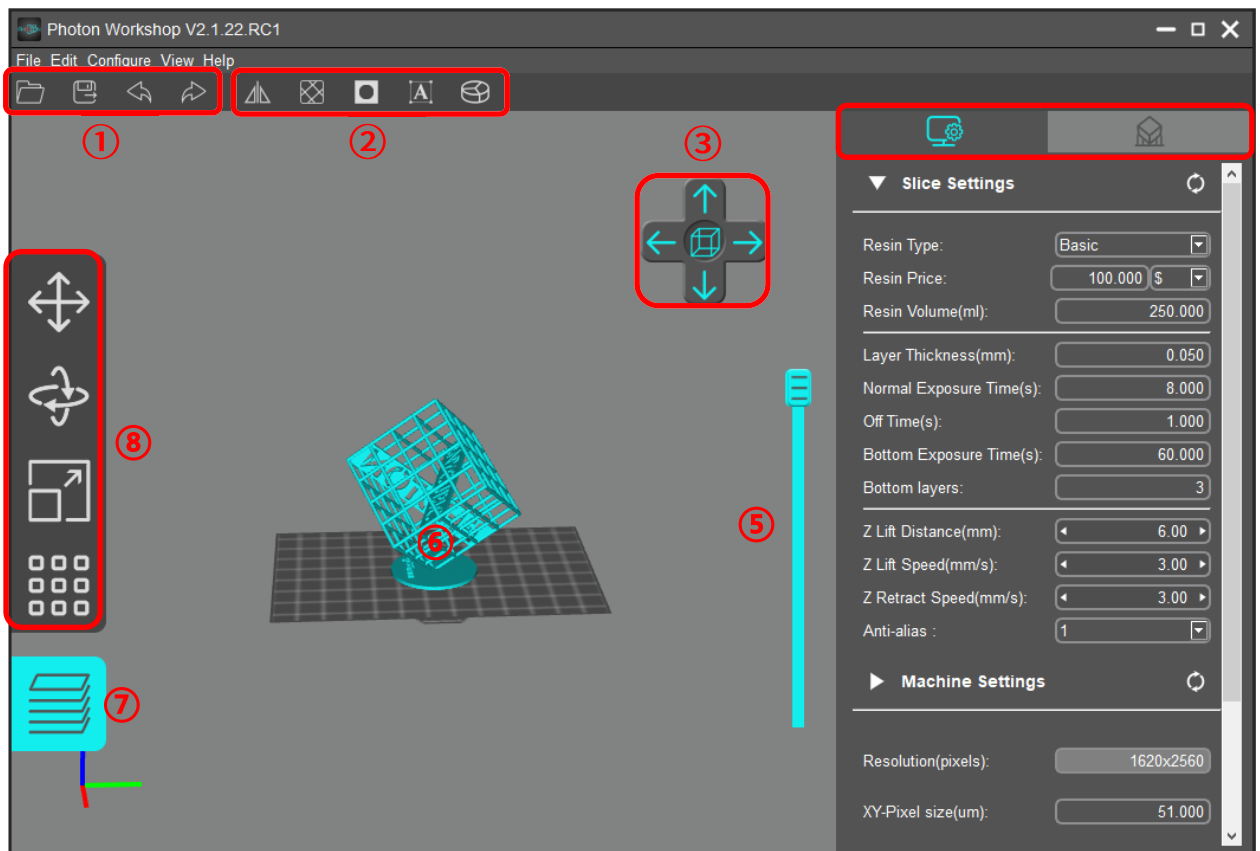 Photon Workshop V2.1.22.RC1
File Edit Configure View Help
A
① ② ③
Slice Settings
Resin Type: Basic
Resin Price: 100.000 $
Resin Volume(ml): 250.000
Layer Thickness(mm): 0.050
Normal Exposure Time(s): 8.000
Off Time(s): 1.000
⑧
Bottom Exposure Time(s): 60.000
Bottom layers: 3
⑤
⑥
Z Lift Distance(mm): 6.00
Z Lift Speed(mm/s): 3.00
Z Retract Speed(mm/s): 3.00
Anti-alias : 1
Machine Settings
⑦
Resolution(pixels): 1620x2560
XY-Pixel size(um): 51.000